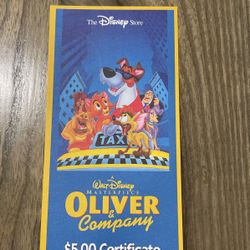 The Disney Store
TAXI
Walt Disney
MASTERPIECE
OLIVER
&
Company
$5.00 Certificate